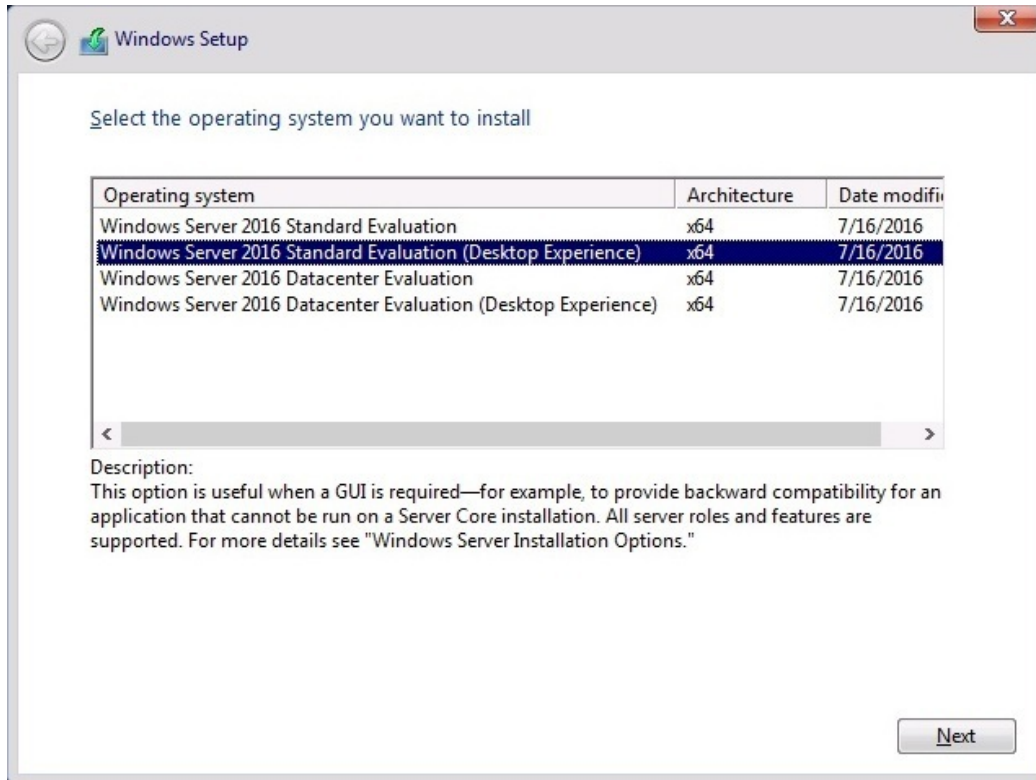 Windows Setup
Select the operating system you want to install
Operating system Architecture Date modifi
Windows Server 2016 Standard Evaluation x64 7/16/2016
Windows Server 2016 Standard Evaluation (Desktop Experience) x64 7/16/2016
Windows Server 2016 Datacenter Evaluation x64 7/16/2016
Windows Server 2016 Datacenter Evaluation (Desktop Experience) x64 7/16/2016
Description:
This option is useful when a GUI is required—for example, to provide backward compatibility for an
application that cannot be run on a Server Core installation. All server roles and features are
supported. For more details see "Windows Server Installation Options."
Next